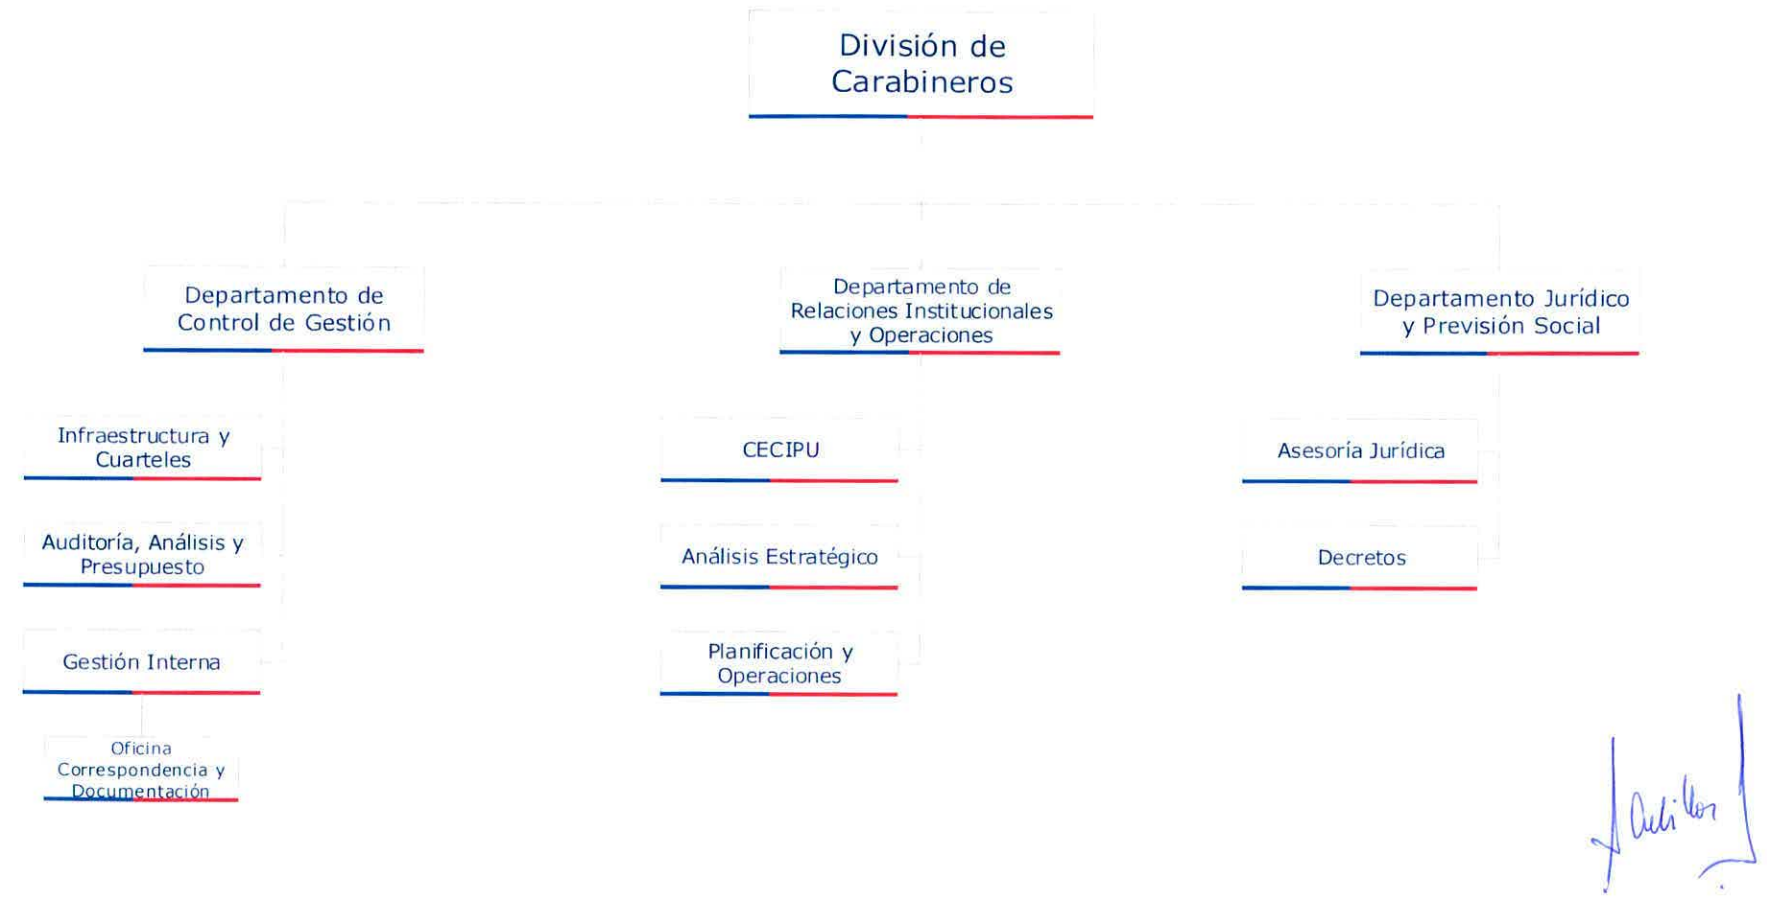 División de
Carabineros
Departamento de
Control de Gestión
Departamento de
Relaciones Institucionales
y Operaciones
Departamento Jurídico
y Previsión Social
Infraestructura y
Cuarteles
Auditoría, Análisis y
Presupuesto
Gestión Interna
Oficina
Correspondencia y
Documentación
CECIPU
Análisis Estratégico
Planificación y
Operaciones
Asesoría Jurídica
Decretos